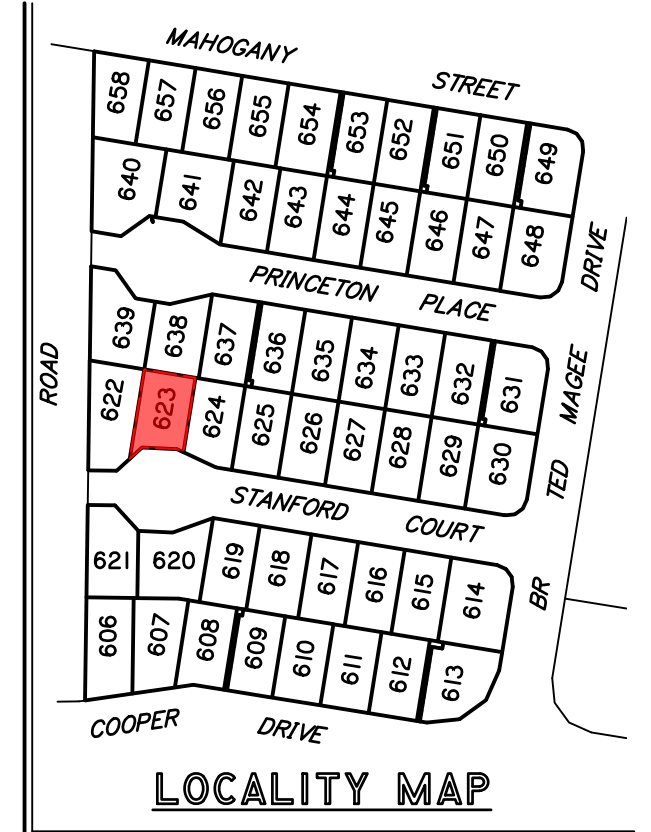 MAHOGANY STREET
658 657 656 655 654 653 652 651 650 649
640 641 642 643 644 645 646 647 648
DRIVE
PRINCETON PLACE
639 638 637 636 635 634 633 632 631
ROAD
MAGEE
622 623 624 625 626 627 628 629 630
TED
STANFORD COURT
621 620 619 618 617 616 615 614
BR
606 607 608 609 610 611 612 613
COOPER DRIVE
LOCALITY MAP